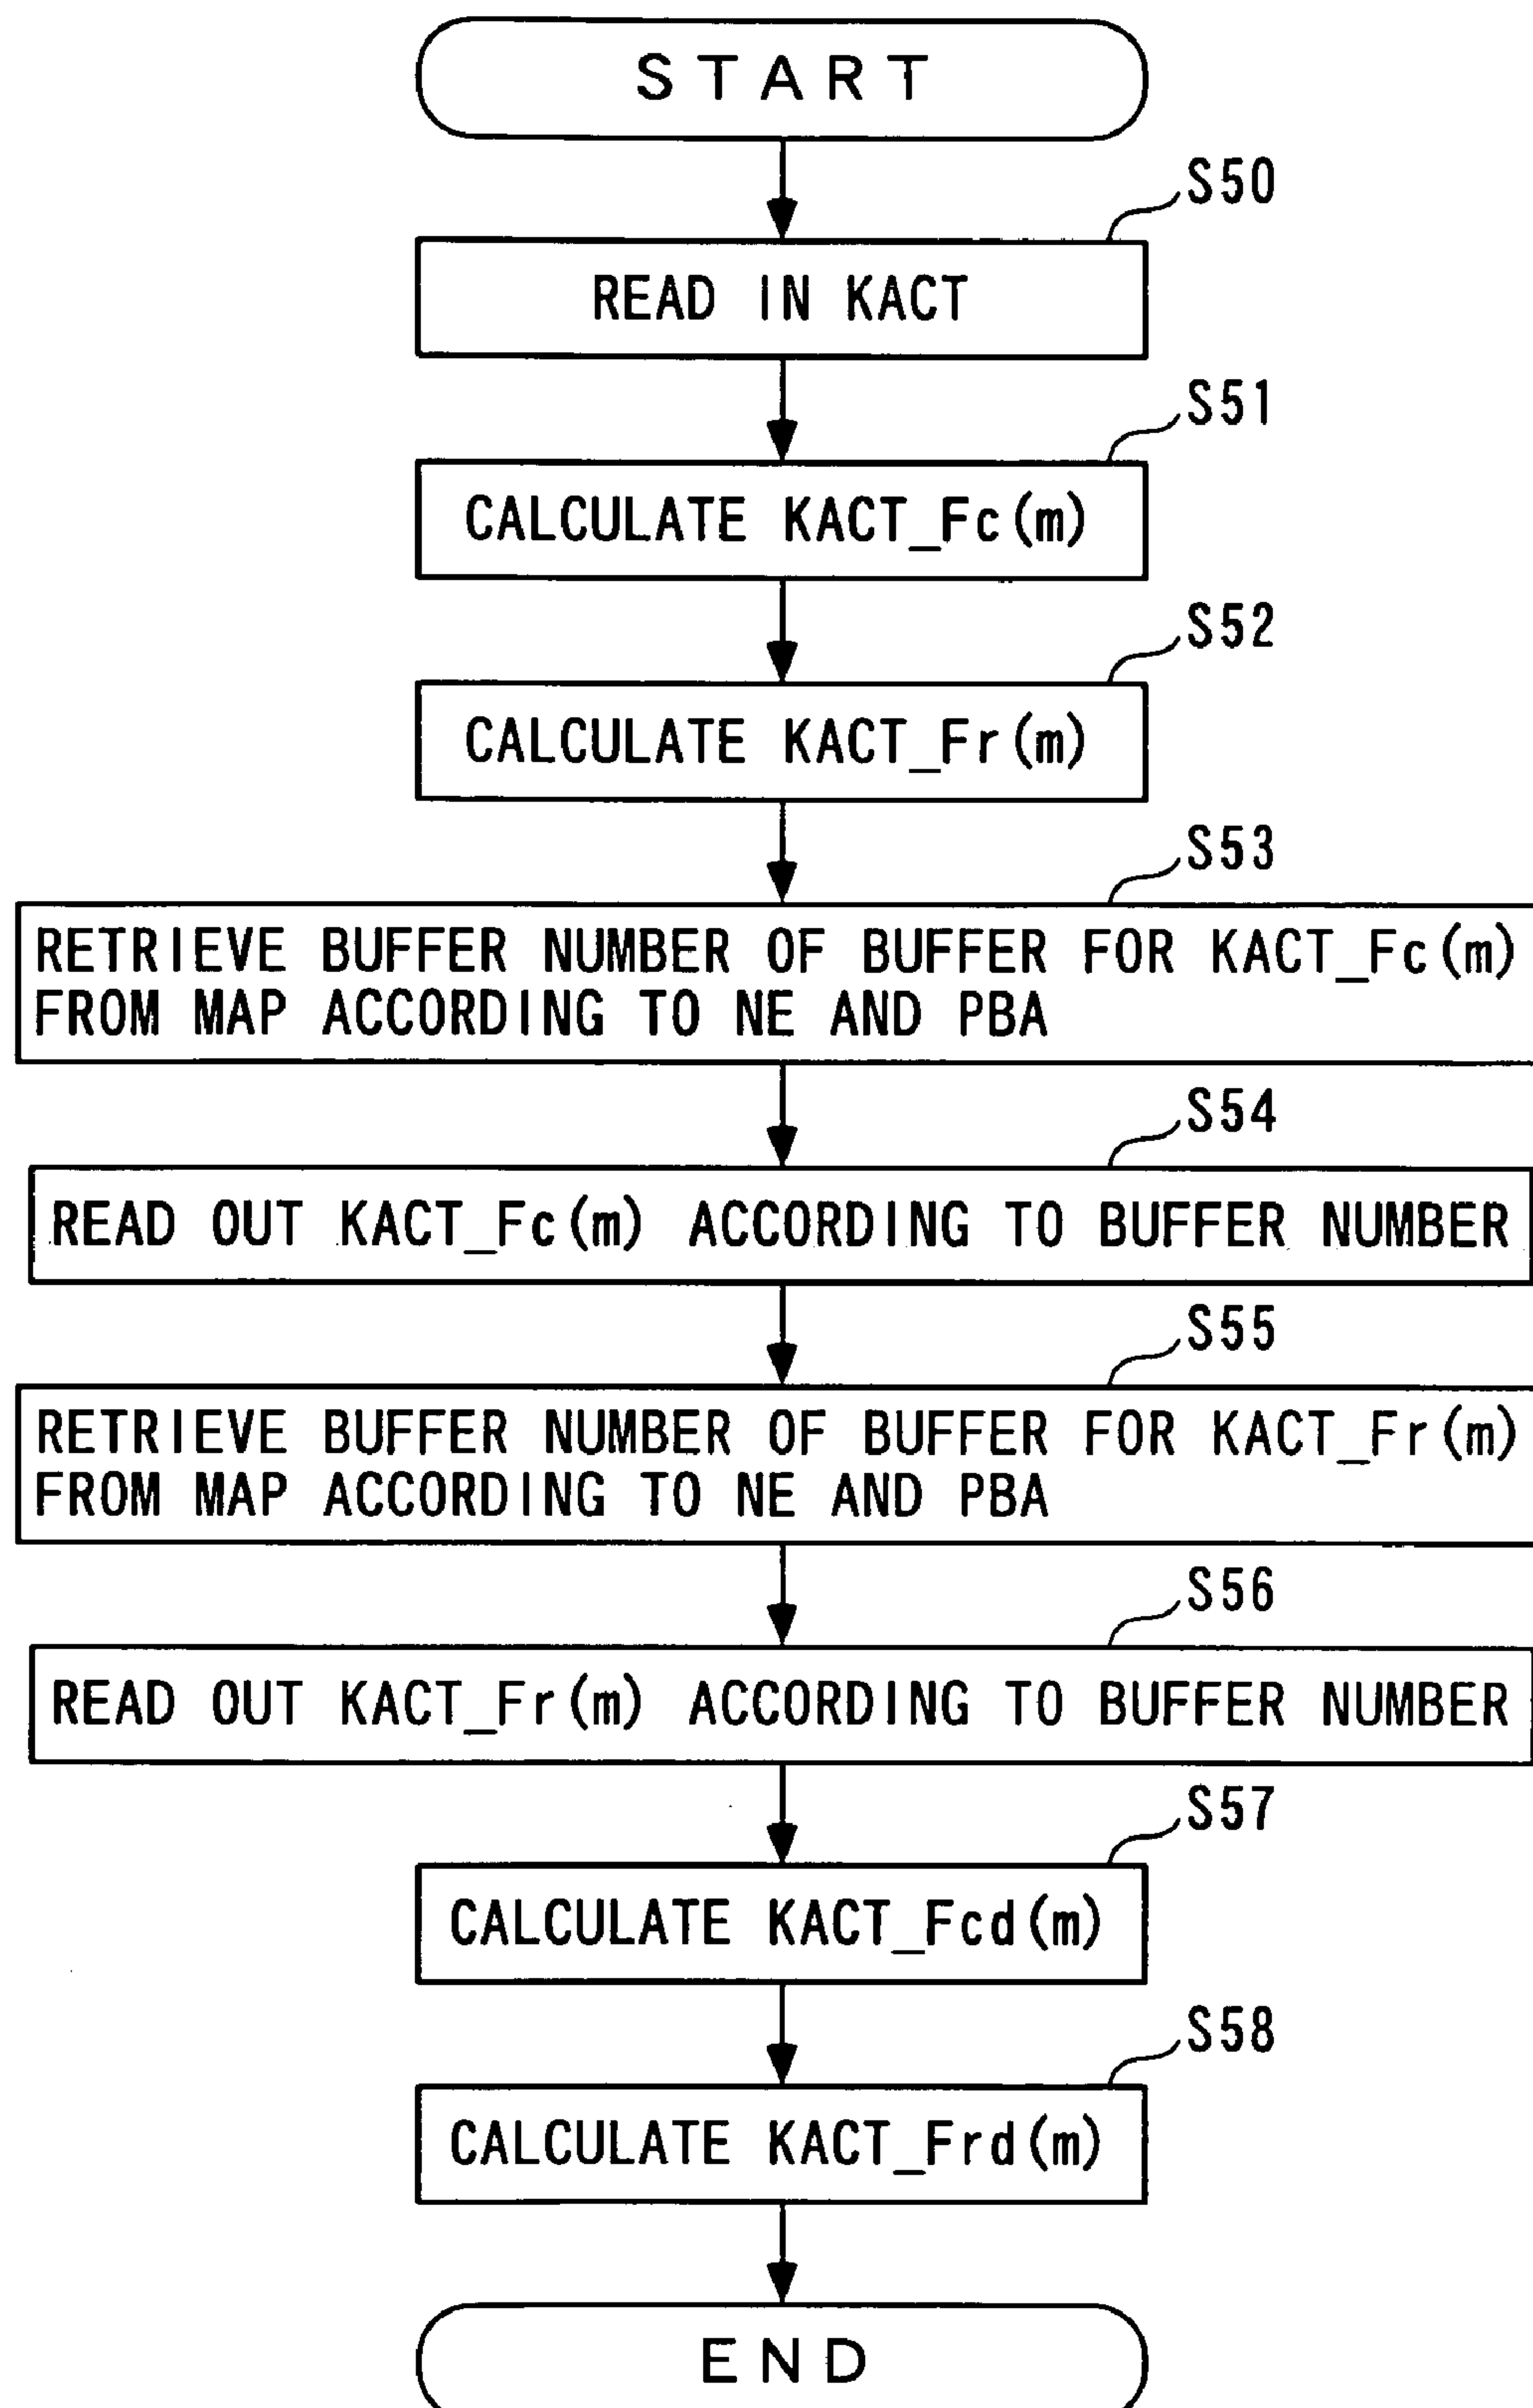 START
S50
READ IN KACT
S51
CALCULATE KACT_Fc(m)
S52
CALCULATE KACT_Fr(m)
S53
RETRIEVE BUFFER NUMBER OF BUFFER FOR KACT_Fc(m)
FROM MAP ACCORDING TO NE AND PBA
S54
READ OUT KACT_Fc(m) ACCORDING TO BUFFER NUMBER
S55
RETRIEVE BUFFER NUMBER OF BUFFER FOR KACT_Fr(m)
FROM MAP ACCORDING TO NE AND PBA
S56
READ OUT KACT_Fr(m) ACCORDING TO BUFFER NUMBER
S57
CALCULATE KACT_Fcd(m)
S58
CALCULATE KACT_Frd(m)
END